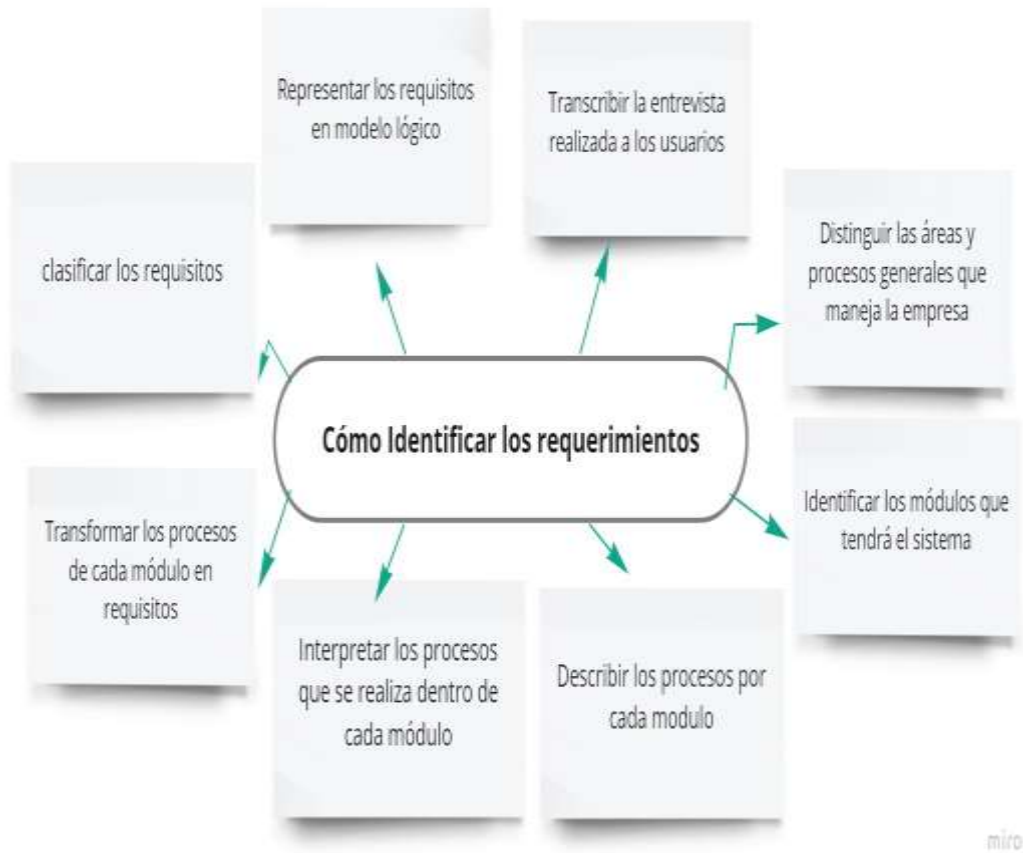 Representar los requisitos
en modelo lógico
Transcribir la entrevista
realizada a los usuarios
Distinguir las áreas y
procesos generales que
maneja la empresa
clasificar los requisitos
Cómo Identificar los requerimientos
Identificar los módulos que
tendrá el sistema
Transformar los procesos
de cada módulo en
requisitos
Interpretar los procesos
que se realiza dentro de
cada módulo
Describir los procesos por
cada modulo
miro